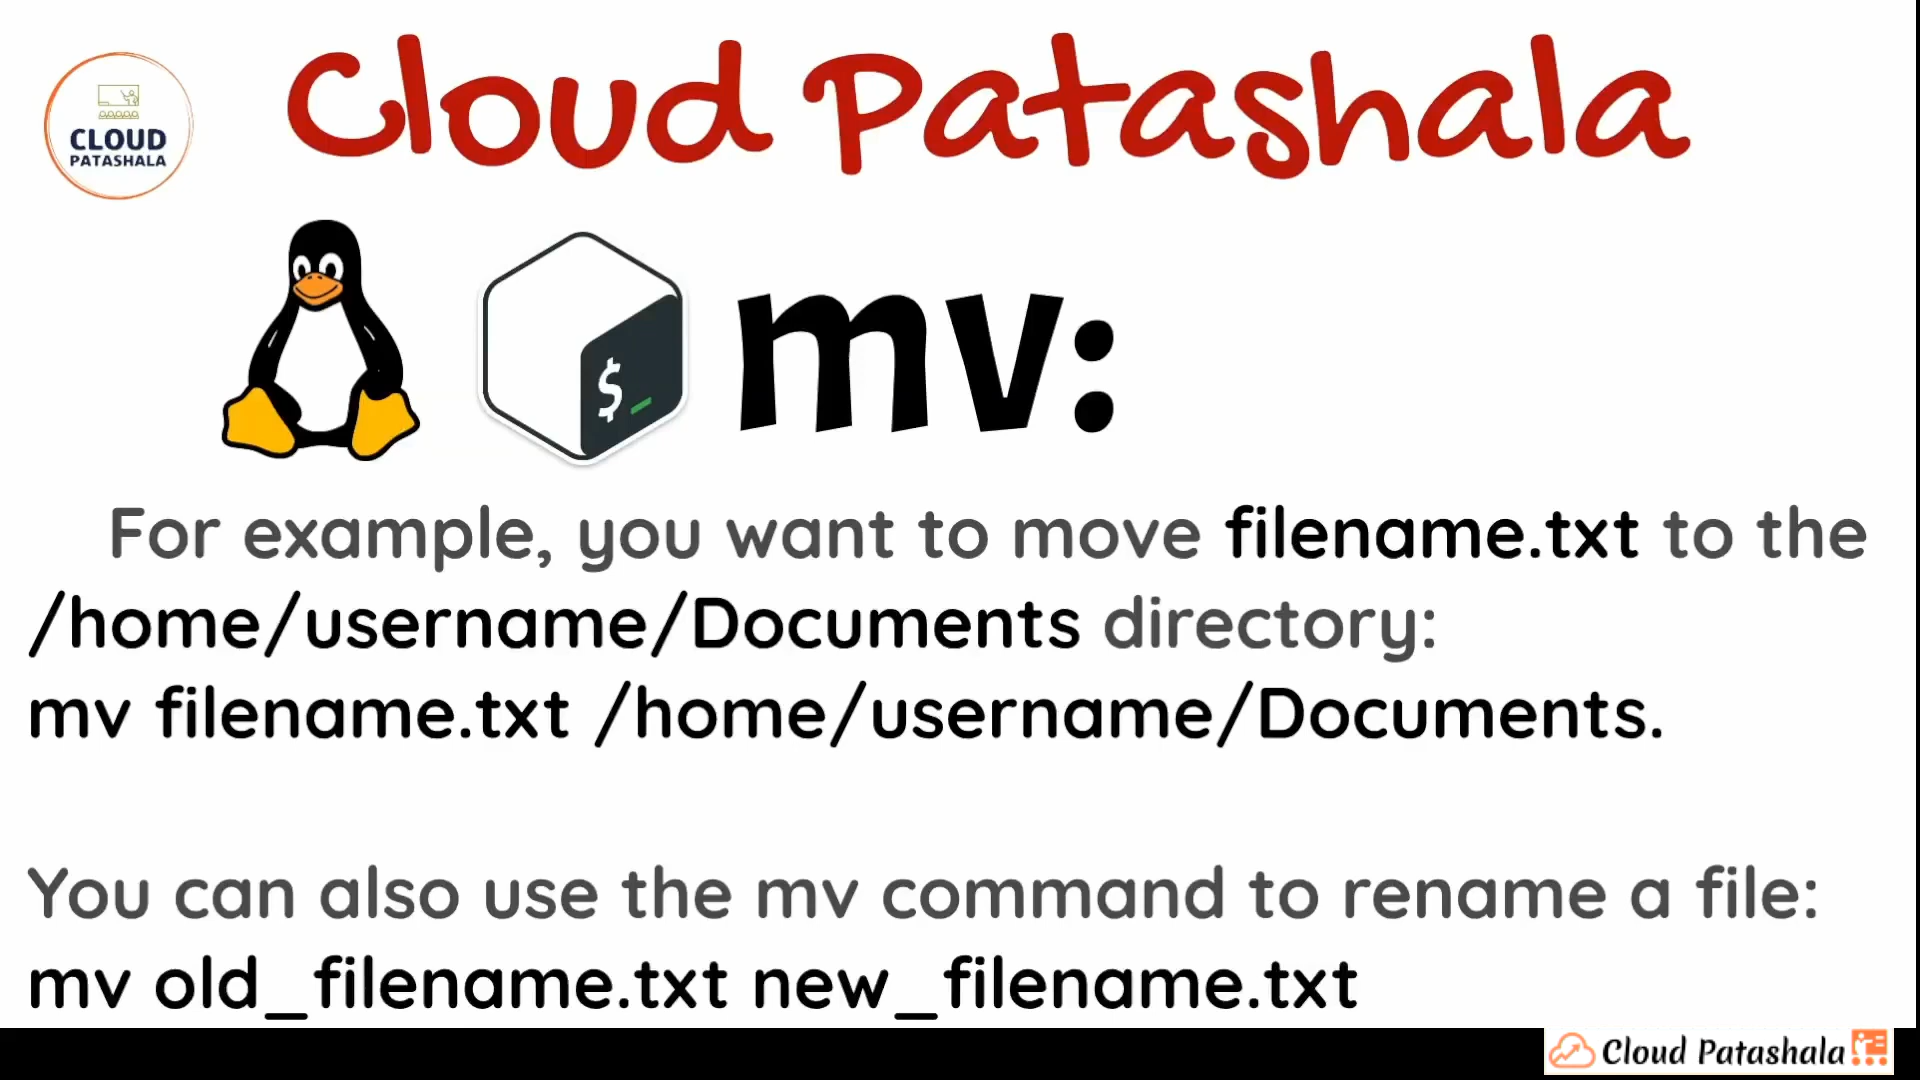 CLOUD
PATASHALA
Cloud Patashala
$_
mv:
For example, you want to move filename.txt to the
/home/username/Documents directory:
mv filename.txt /home/username/Documents.
You can also use the mv command to rename a file:
mv old_filename.txt new_filename.txt
Cloud Patashala